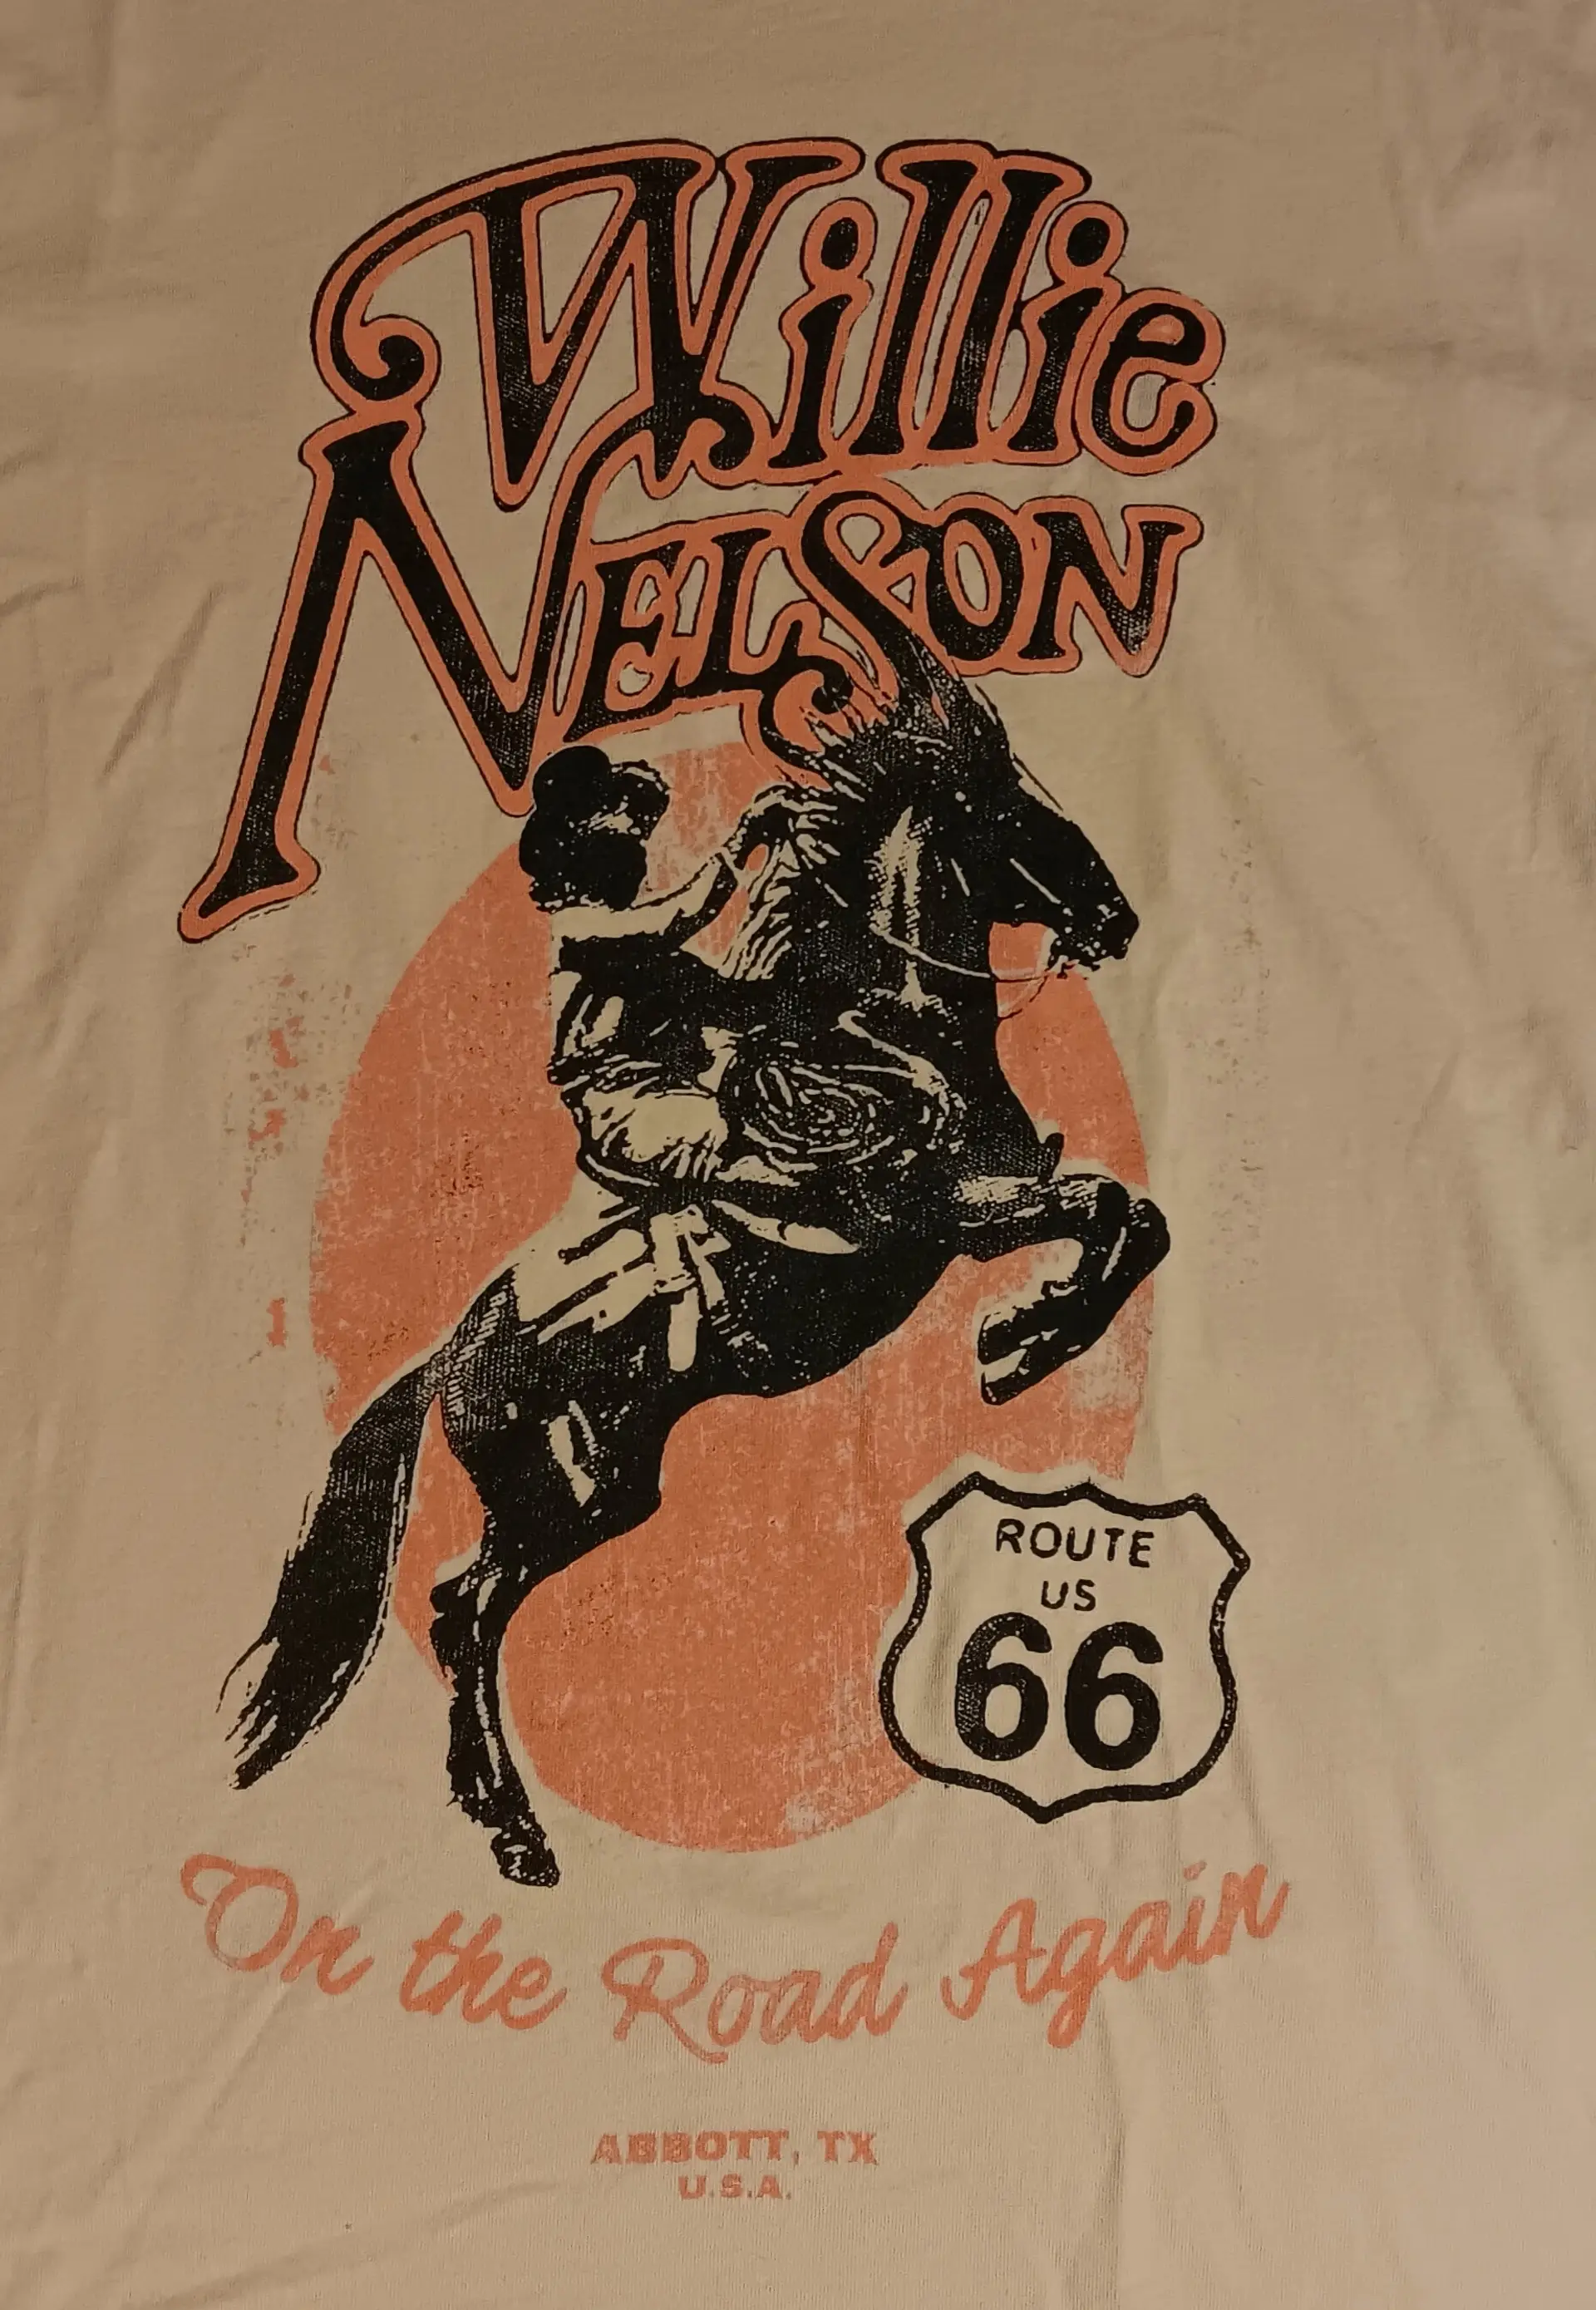 Willie
NELSON
ROUTE
US
66
On the Road Again
ABBOTT, TX
U.S.A.